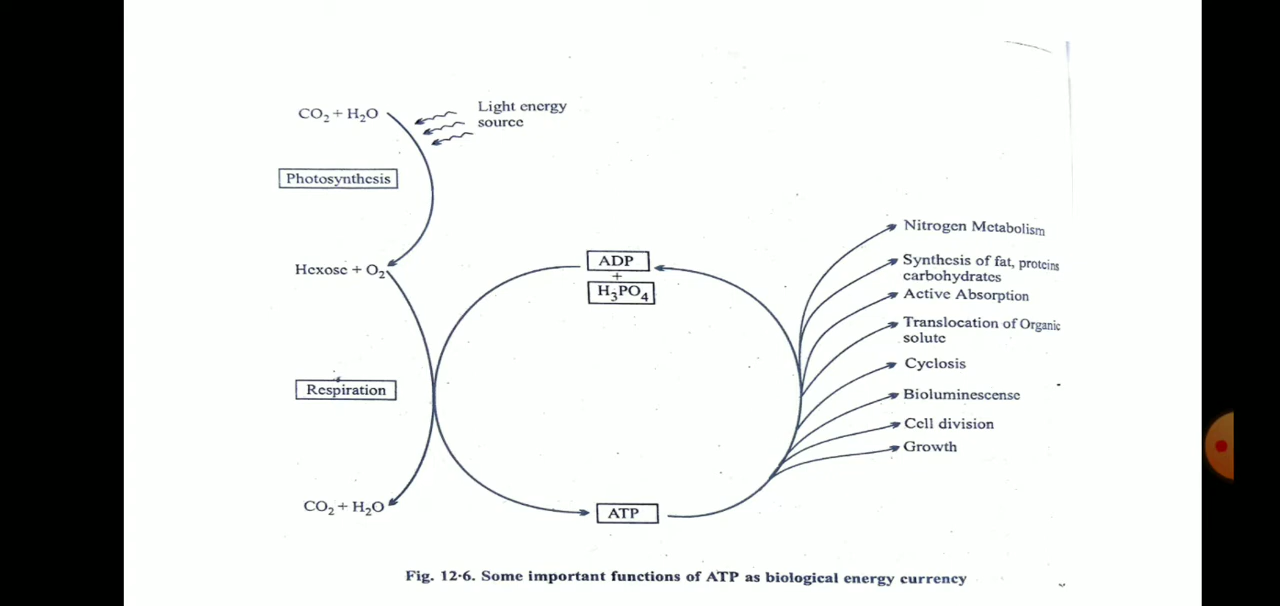 CO₂ + H₂O
Light energy
source
Photosynthesis
Hexose + O₂
Respiration
CO₂ + H₂O
ADP
+
H₃PO₄
ATP
Nitrogen Metabolism
Synthesis of fat, proteins
carbohydrates
Active Absorption
Translocation of Organic
solute
Cyclosis
Bioluminescense
Cell division
Growth
Fig. 12·6. Some important functions of ATP as biological energy currency